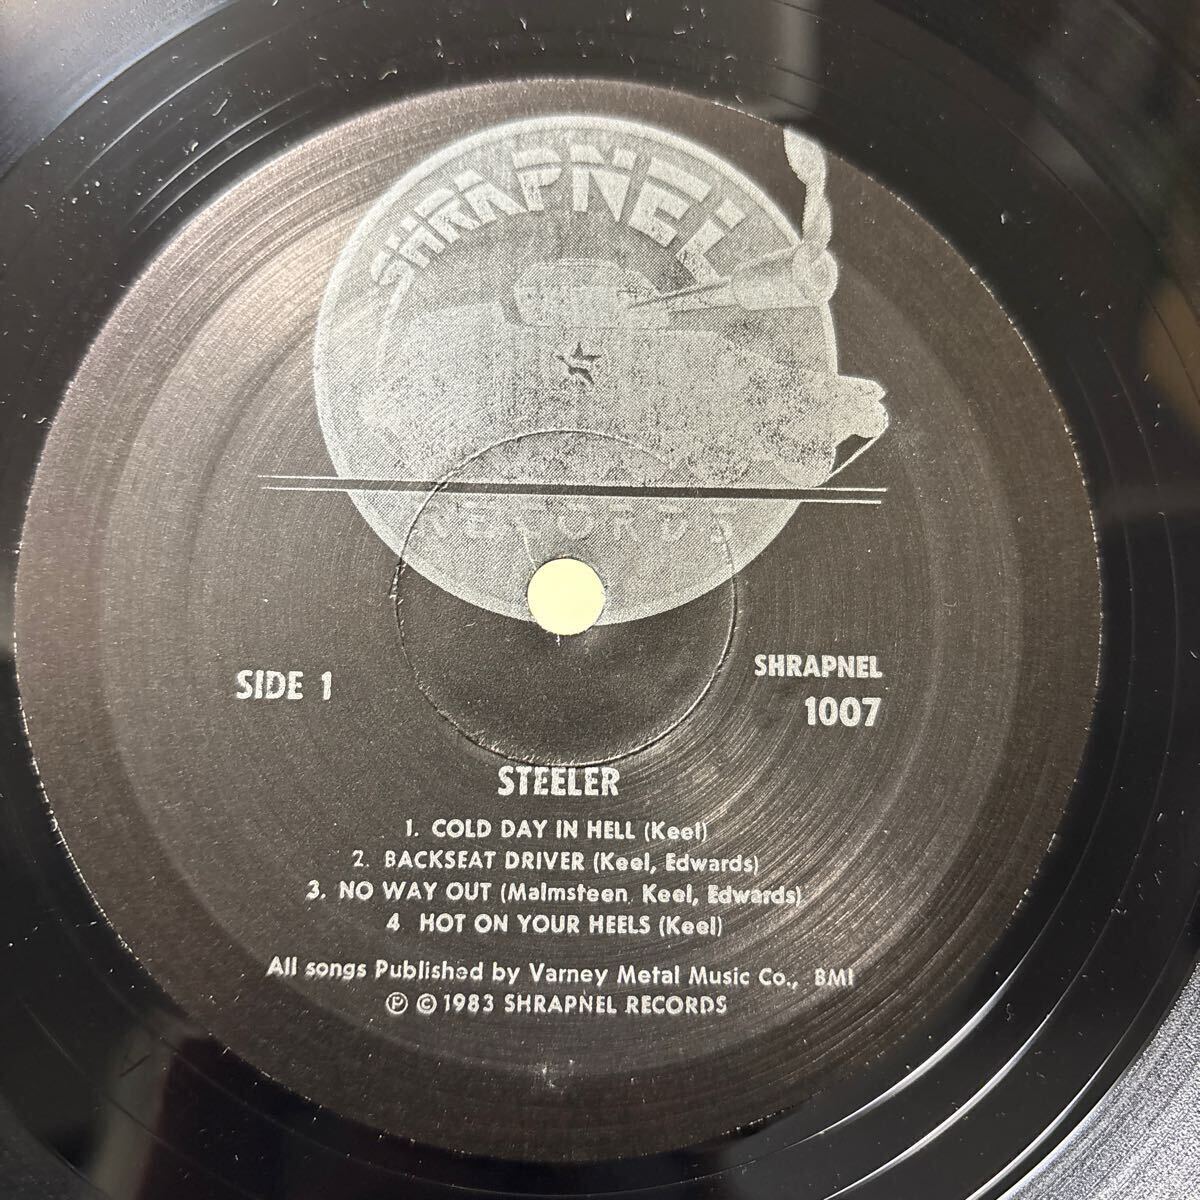 SHRAPNEL
RECORDS
SIDE 1
SHRAPNEL
1007
STEELER
1. COLD DAY IN HELL (Keel)
2. BACKSEAT DRIVER (Keel, Edwards)
3. NO WAY OUT (Malmsteen, Keel, Edwards)
4 HOT ON YOUR HEELS (Keel)
All songs Published by Varney Metal Music Co., BMI
℗ © 1983 SHRAPNEL RECORDS